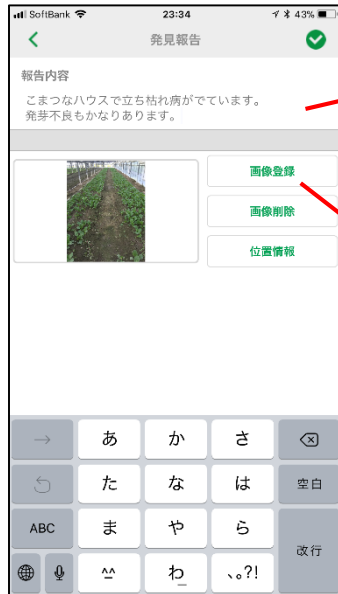 SoftBank 23:34 43%
発見報告
報告内容
こまつなハウスで立ち枯れ病がでています。
発芽不良もかなりあります。
画像登録
画像削除
位置情報
→ あ か さ
た な は 空白
ABC ま や ら 改行
^^ わ 、。?!